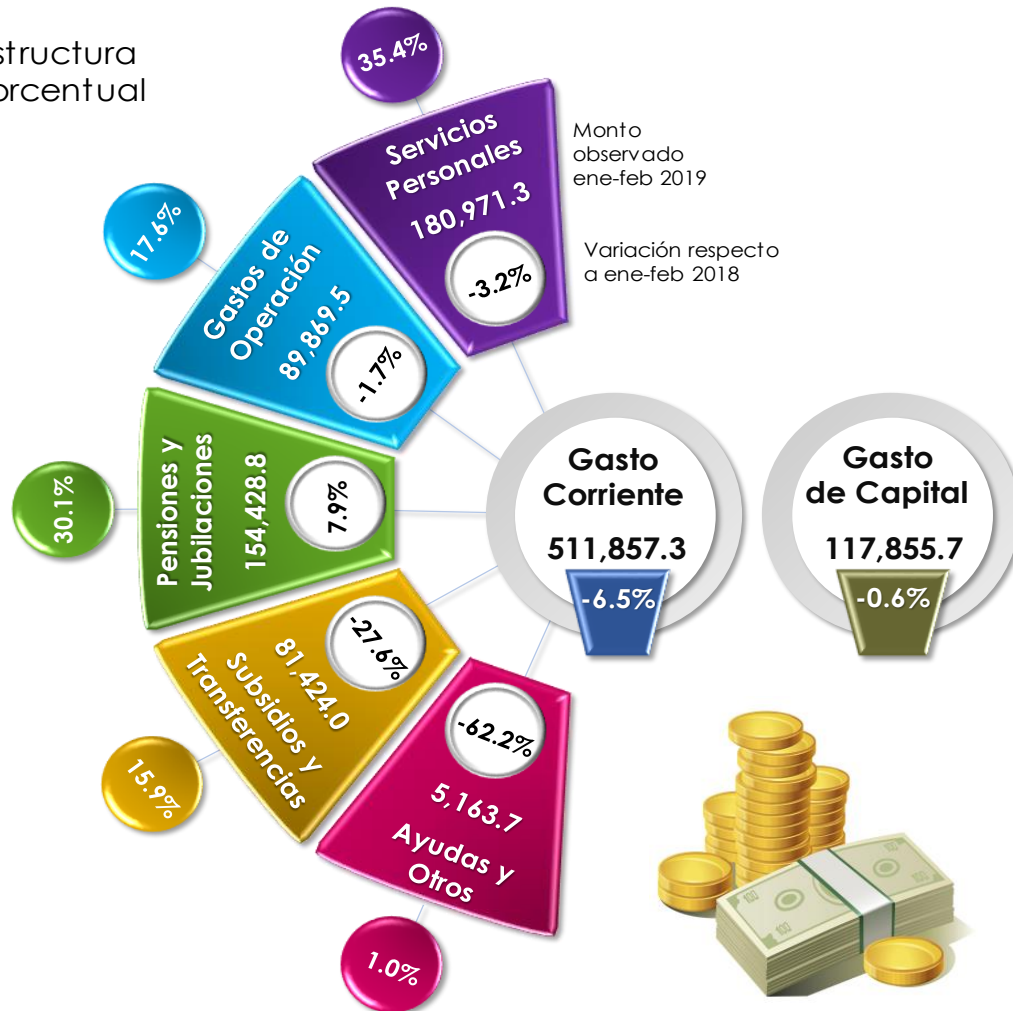 structura
orcentual
35.4%
Servicios
Personales
180,971.3
-3.2%
Monto
observado
ene-feb 2019
Variación respecto
a ene-feb 2018
17.6%
Gastos de
Operación
89,869.5
-1.7%
30.1%
Pensiones y
Jubilaciones
154,428.8
7.9%
15.9%
Subsidios y
Transferencias
81,424.0
-27.6%
1.0%
Ayudas y
Otros
5,163.7
-62.2%
Gasto
Corriente
511,857.3
-6.5%
Gasto
de Capital
117,855.7
-0.6%
100
100
100